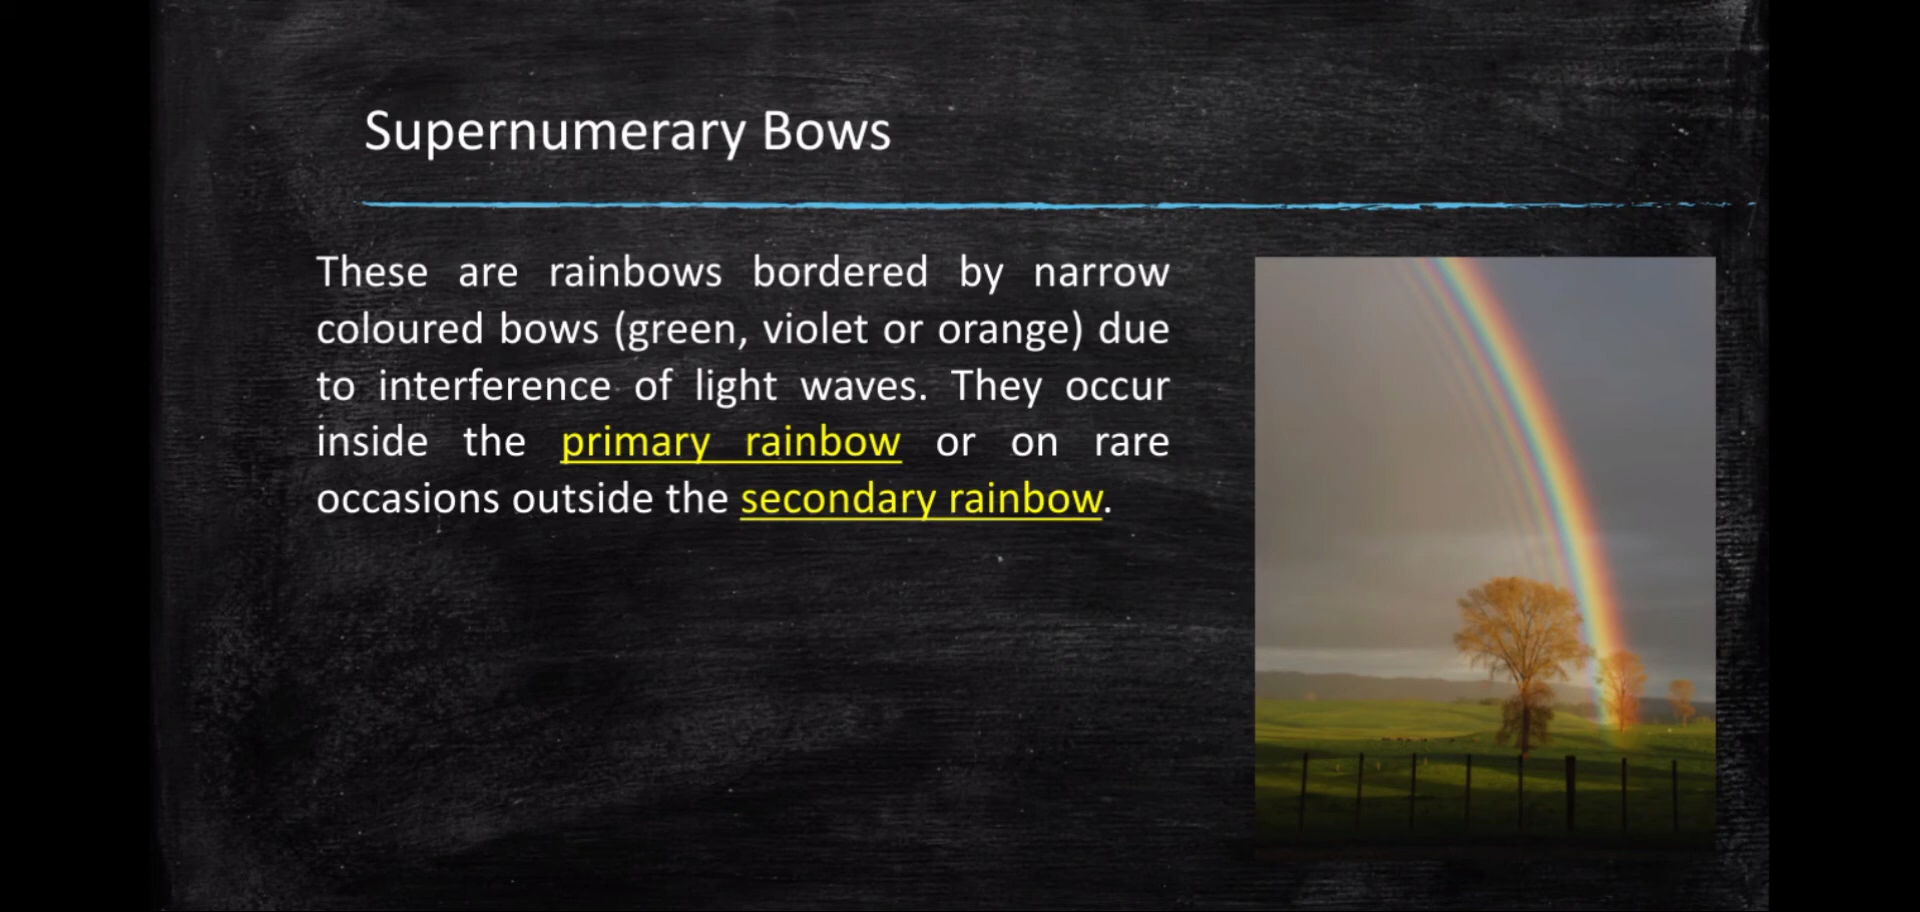 Supernumerary Bows
These are rainbows bordered by narrow
coloured bows (green, violet or orange) due
to interference of light waves. They occur
inside the primary rainbow or on rare
occasions outside the secondary rainbow.